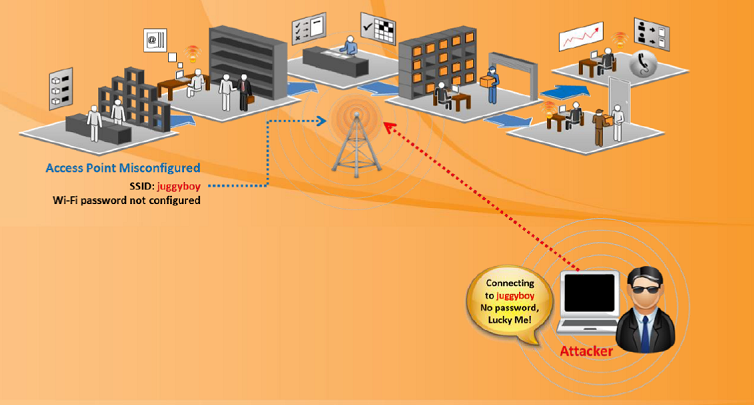 @
Access Point Misconfigured
SSID: juggyboy
Wi-Fi password not configured
Connecting
to juggyboy
No password,
Lucky Me!
Attacker